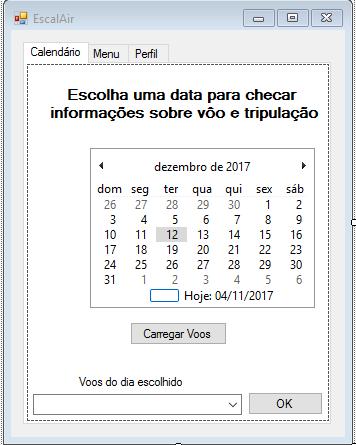 EscalAir
Calendário Menu Perfil
Escolha uma data para checar
informações sobre vôo e tripulação
dezembro de 2017
dom seg ter qua qui sex sáb
26 27 28 29 30 1 2
3 4 5 6 7 8 9
10 11 12 13 14 15 16
17 18 19 20 21 22 23
24 25 26 27 28 29 30
31 1 2 3 4 5 6
Hoje: 04/11/2017
Carregar Voos
Voos do dia escolhido
OK